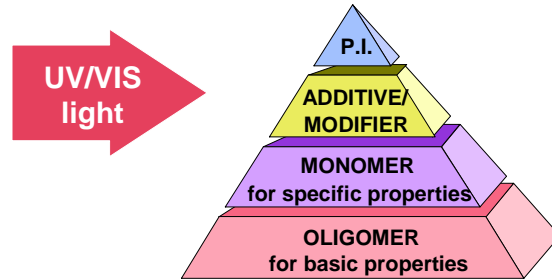 UV/VIS
light
P.I.
ADDITIVE/
MODIFIER
MONOMER
for specific properties
OLIGOMER
for basic properties